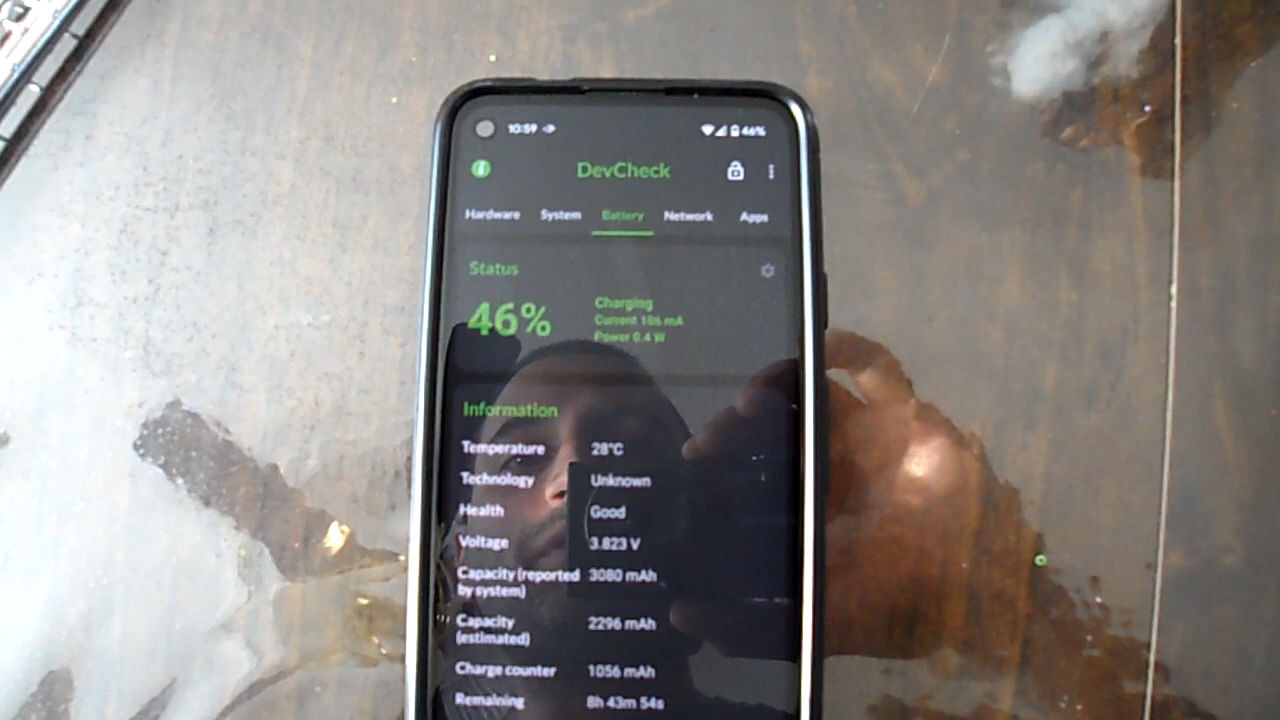 10:59 46%
DevCheck
Hardware System Battery Network Apps
Status
46% Charging
Current 106 mA
Power 0.4 W
Information
Temperature 28°C
Technology Unknown
Health Good
Voltage 3.823 V
Capacity (reported 3080 mAh
by system)
Capacity 2296 mAh
(estimated)
Charge counter 1056 mAh
Remaining 8h 43m 54s